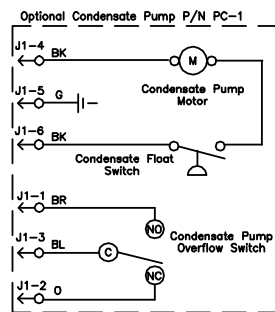 Optional Condensate Pump P/N PC-1
J1-4 BK
M
Condensate Pump
Motor
J1-5 G
J1-6 BK
Condensate Float
Switch
J1-1 BR
NO
Condensate Pump
Overflow Switch
J1-3 BL
C
NC
J1-2 O